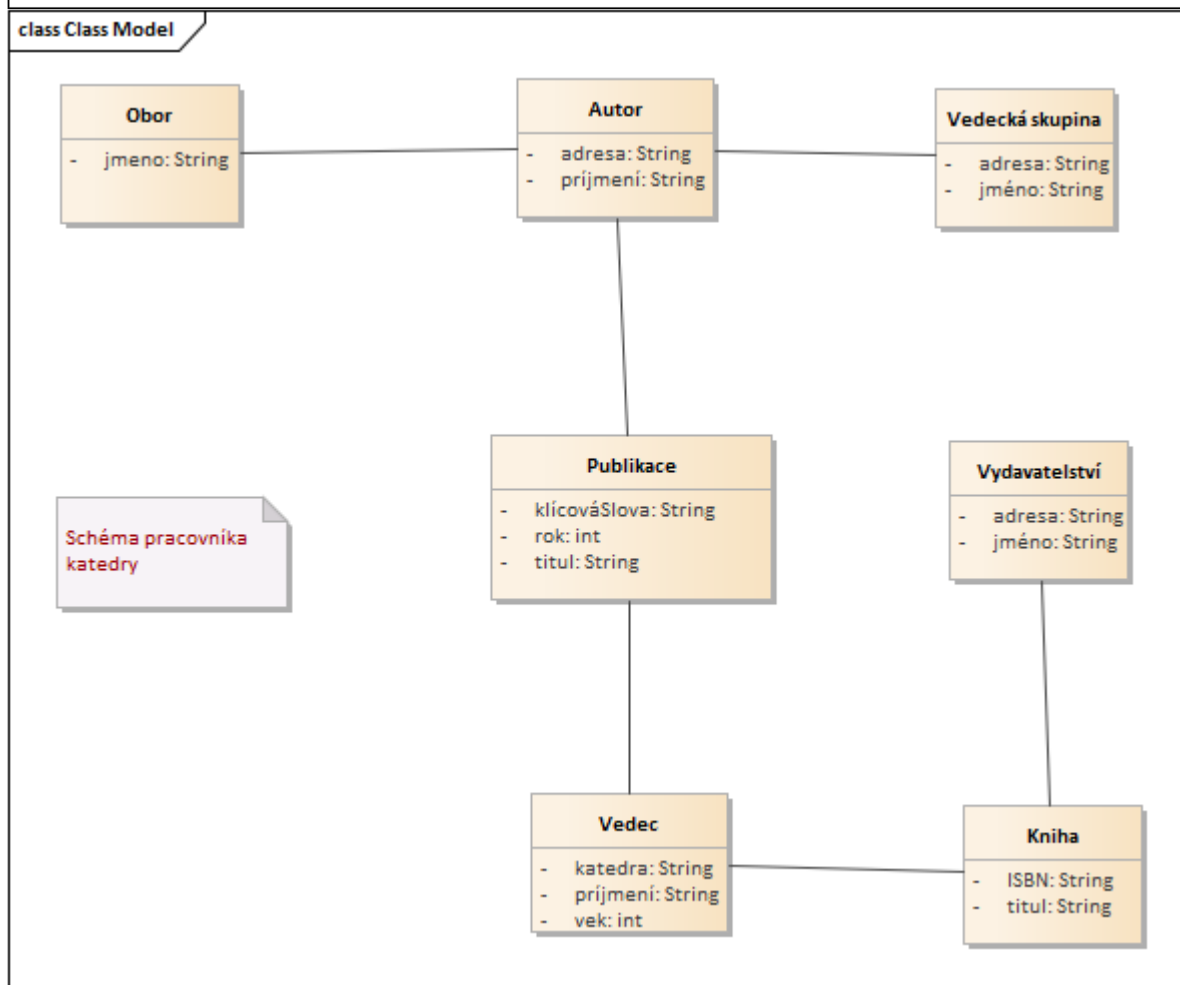 class Class Model
Obor
- jmeno: String
Autor
- adresa: String
- príjmení: String
Vedecká skupina
- adresa: String
- jméno: String
Publikace
- klícováSlova: String
- rok: int
- titul: String
Vydavatelství
- adresa: String
- jméno: String
Schéma pracovníka
katedry
Vedec
- katedra: String
- príjmení: String
- vek: int
Kniha
- ISBN: String
- titul: String